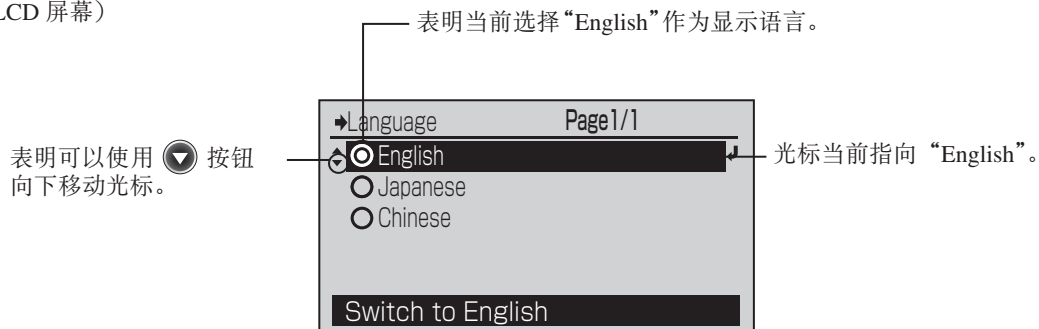 LCD 屏幕）
表明当前选择“English”作为显示语言。
Language Page1/1
English
Japanese
Chinese
Switch to English
表明可以使用 按钮
向下移动光标。
光标当前指向“English”。